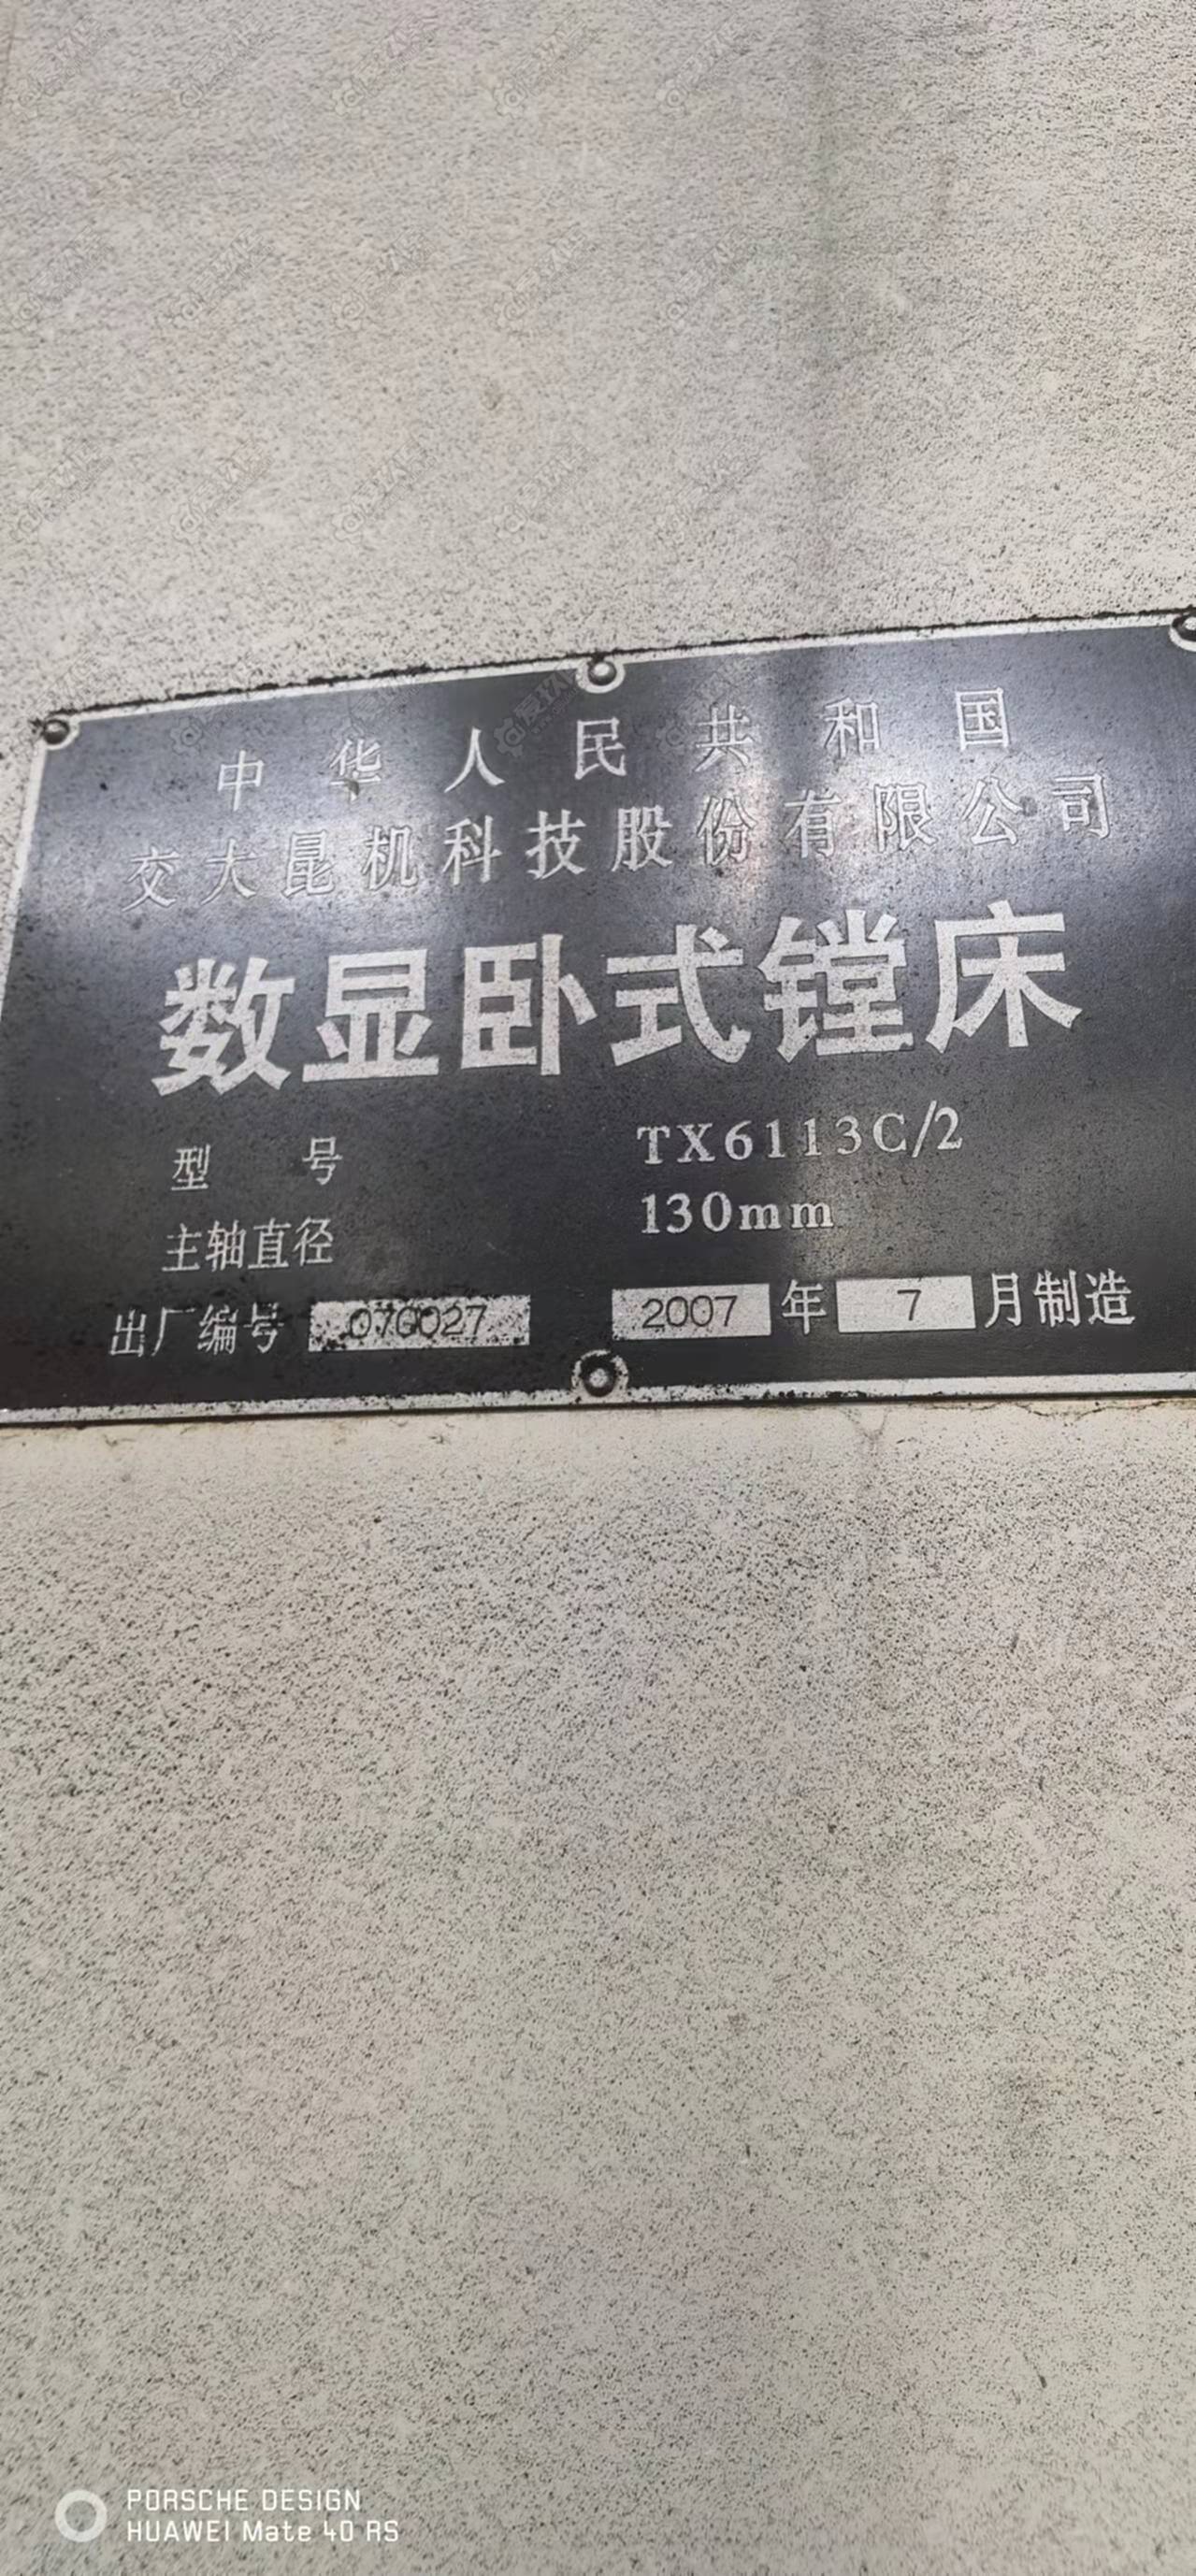 中华人民共和国
交大昆机科技股份有限公司
数显卧式镗床
型 号 TX6113C/2
主轴直径 130mm
出厂编号 070027 2007 年 7 月制造
PORSCHE DESIGN
HUAWEI Mate 40 RS